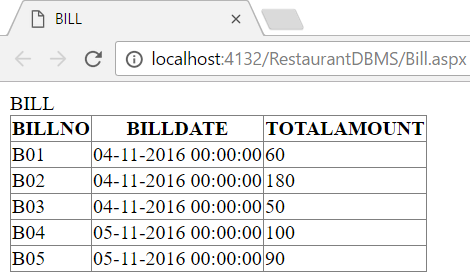 BILL
localhost:4132/RestaurantDBMS/Bill.aspx
BILL
BILLNO BILLDATE TOTALAMOUNT
B01 04-11-2016 00:00:00 60
B02 04-11-2016 00:00:00 180
B03 04-11-2016 00:00:00 50
B04 05-11-2016 00:00:00 100
B05 05-11-2016 00:00:00 90